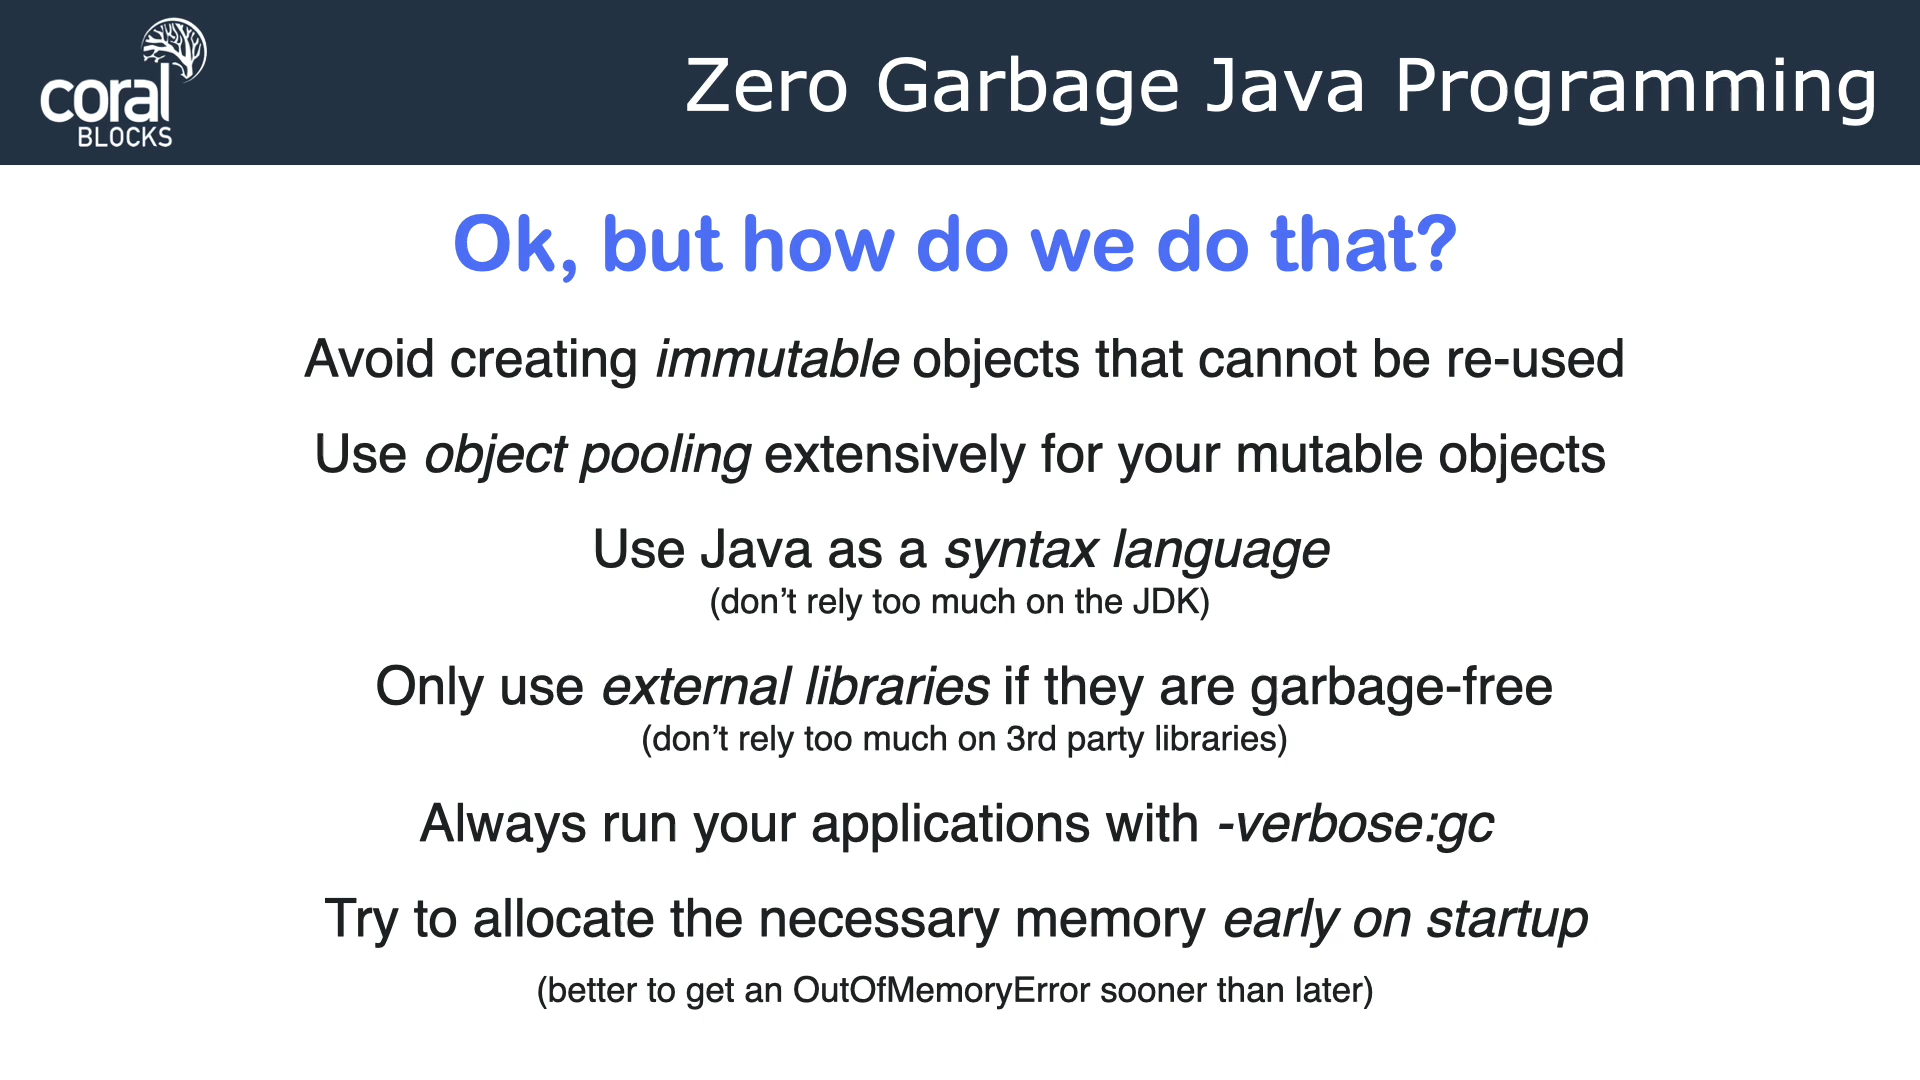 coral
BLOCKS
Zero Garbage Java Programming
Ok, but how do we do that?
Avoid creating immutable objects that cannot be re-used
Use object pooling extensively for your mutable objects
Use Java as a syntax language
(don’t rely too much on the JDK)
Only use external libraries if they are garbage-free
(don’t rely too much on 3rd party libraries)
Always run your applications with -verbose:gc
Try to allocate the necessary memory early on startup
(better to get an OutOfMemoryError sooner than later)